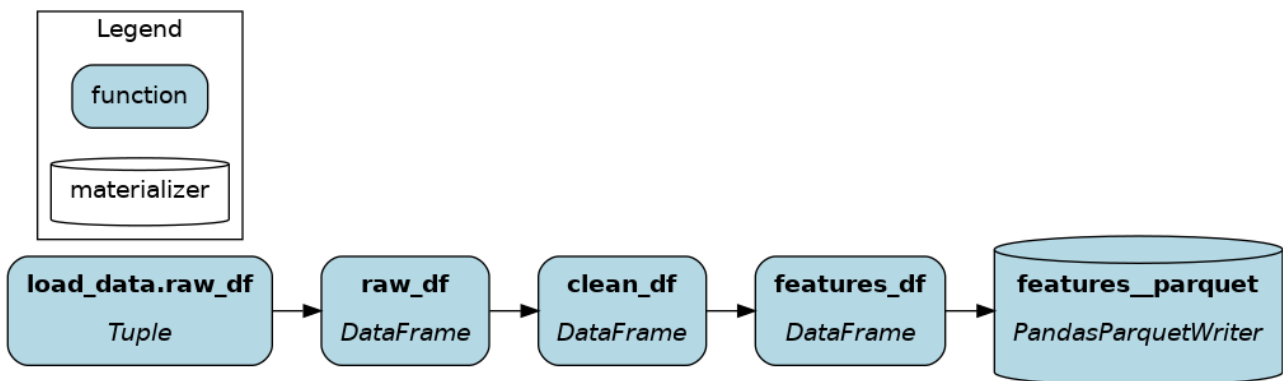 Legend
function
materializer
load_data.raw_df
Tuple
raw_df
DataFrame
clean_df
DataFrame
features_df
DataFrame
features__parquet
PandasParquetWriter